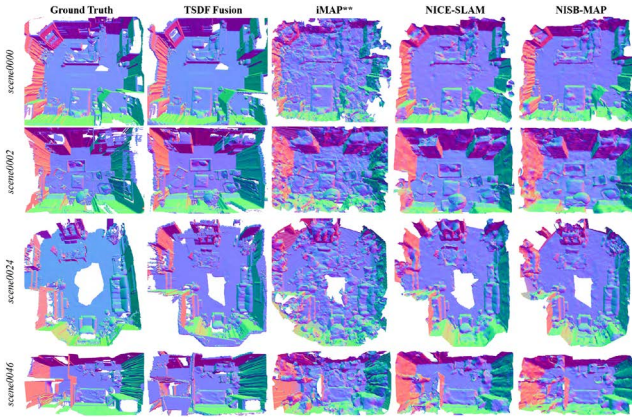 Ground Truth TSDF Fusion iMAP** NICE-SLAM NISB-MAP
scene0000
scene0002
scene0024
scene0046